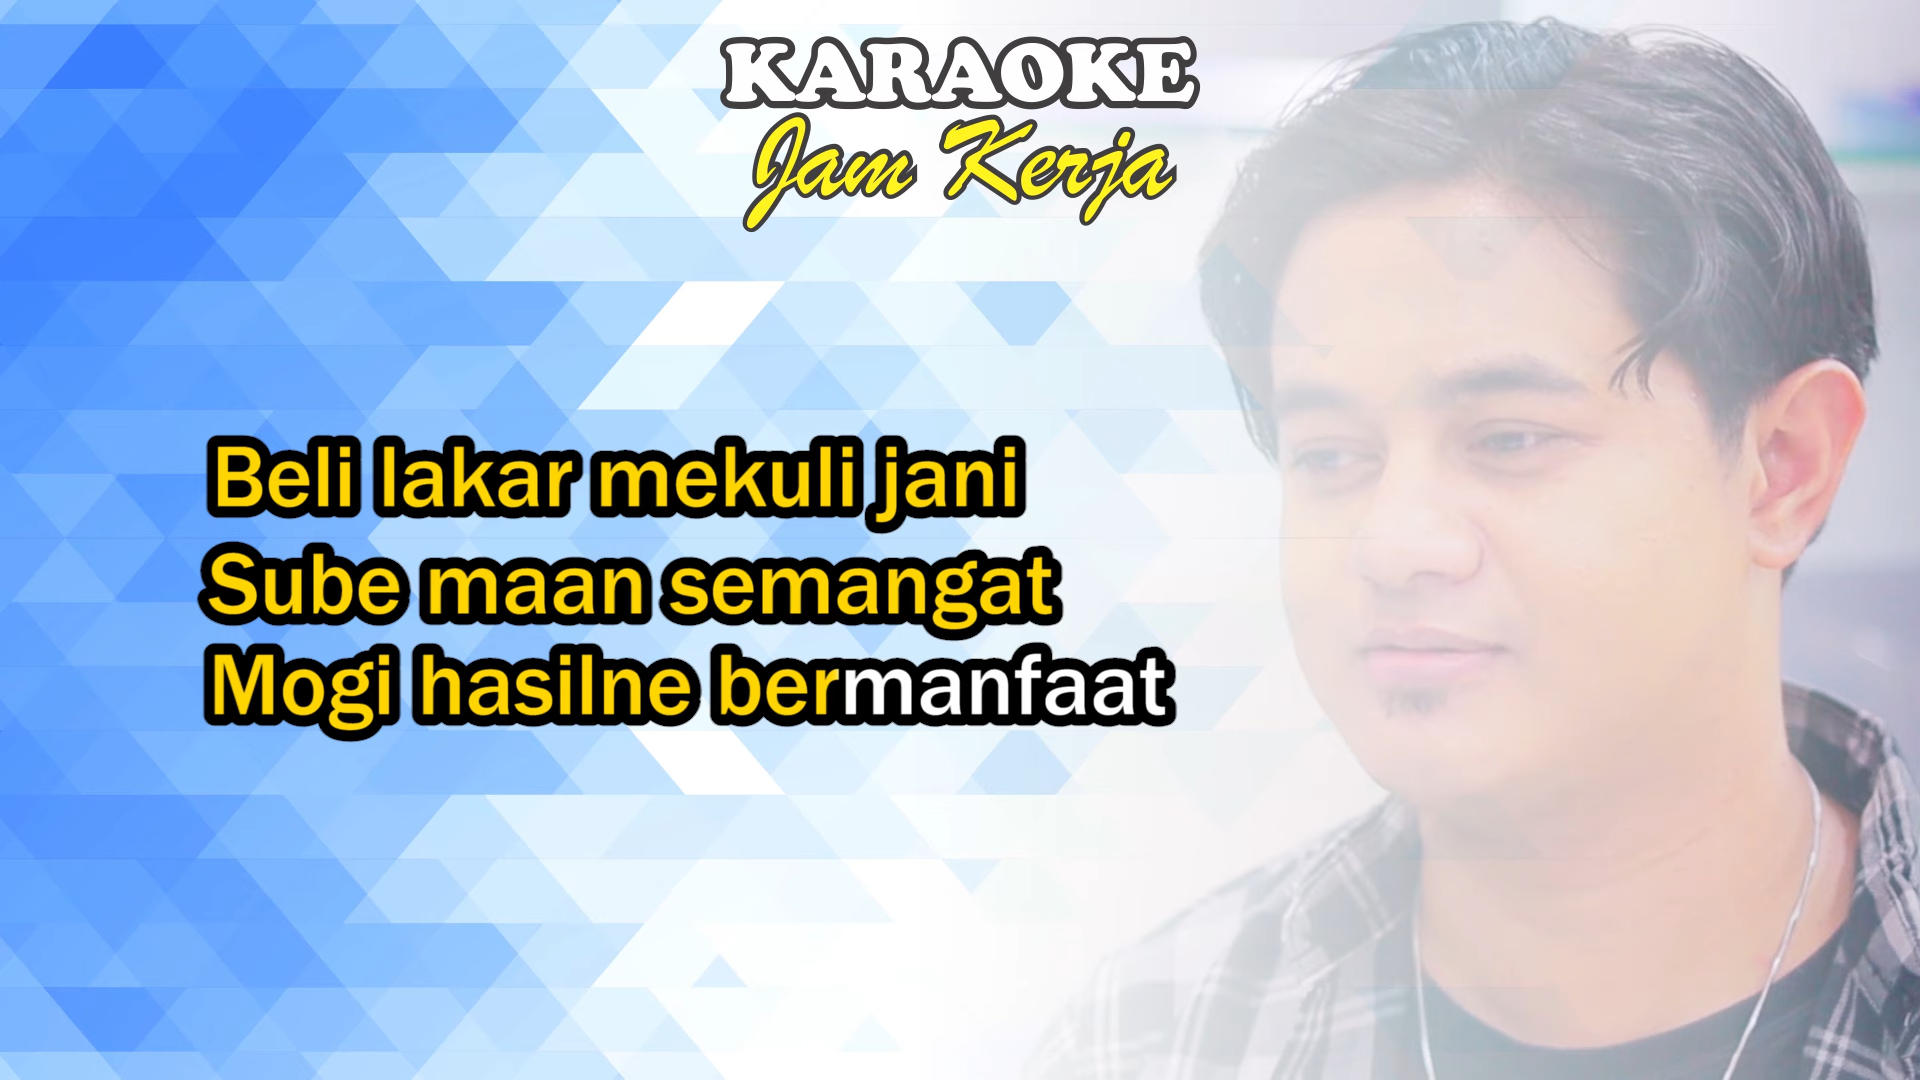 KARAOKE
Jam Kerja
Beli lakar mekuli jani
Sube maan semangat
Mogi hasilne bermanfaat